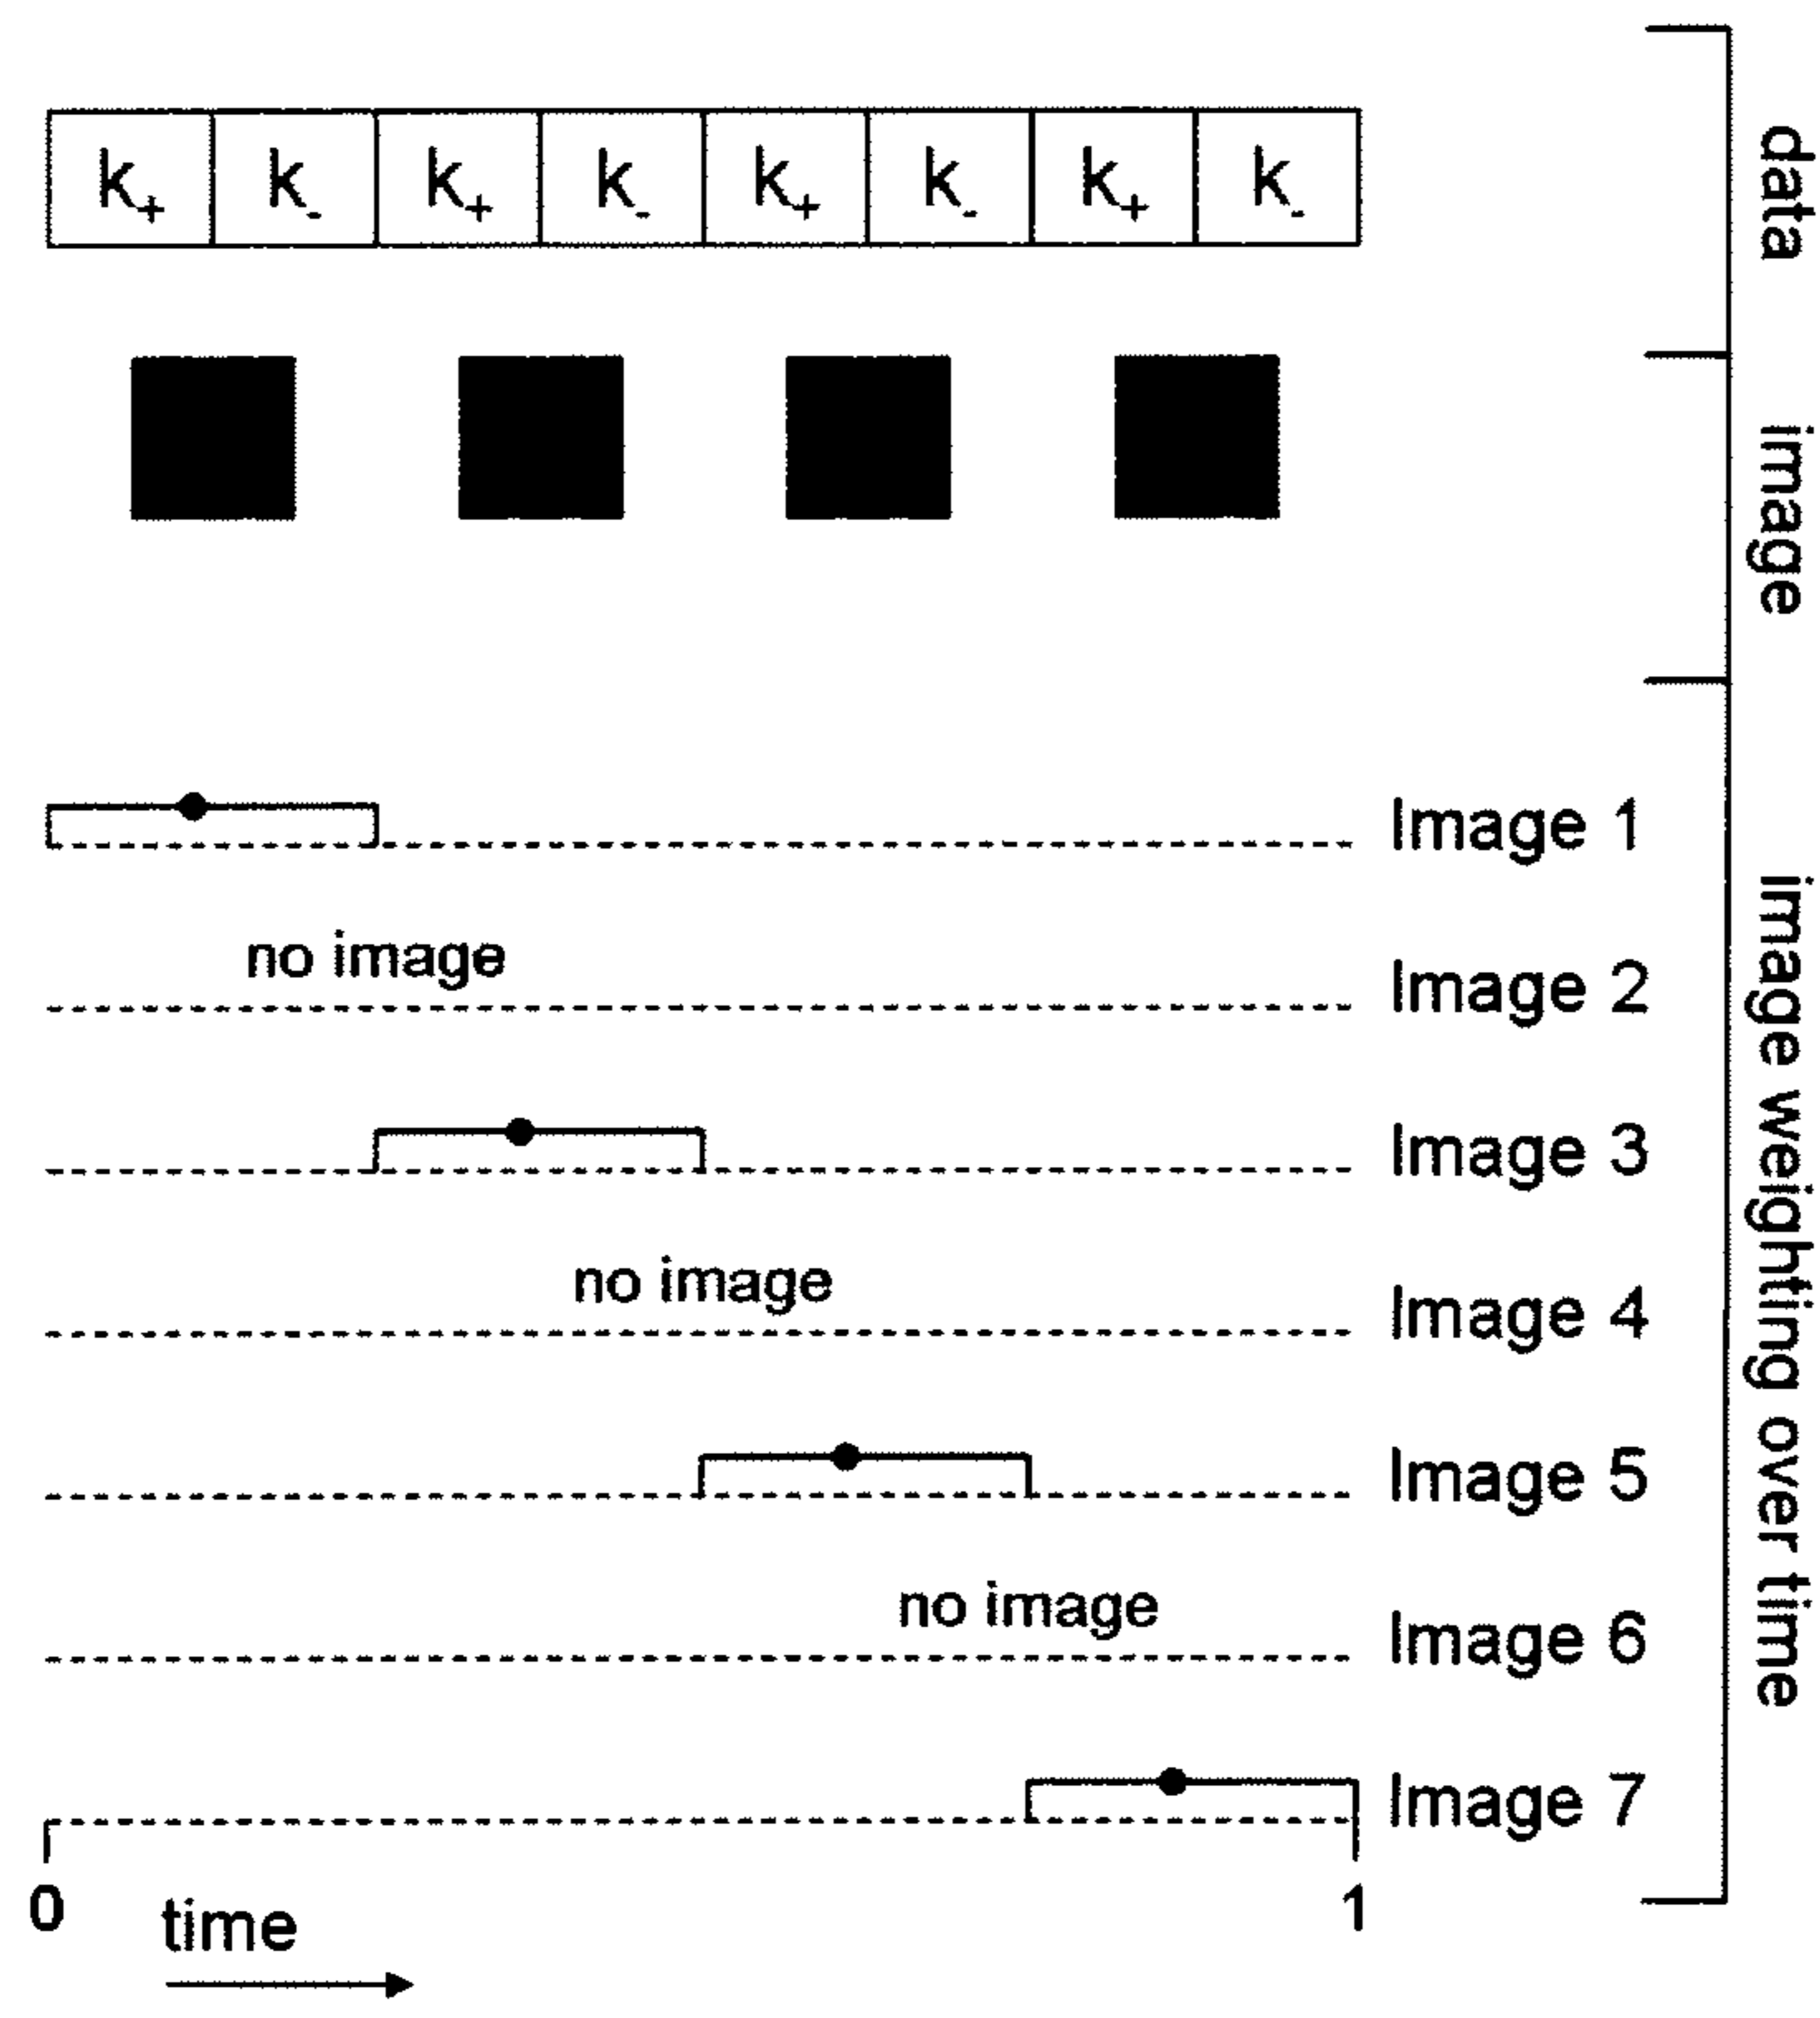 k+ k- k+ k- k+ k- k+ k-
data
image
Image 1
no image
Image 2
Image 3
no image
Image 4
Image 5
no image
Image 6
Image 7
image weighting over time
0 1
time